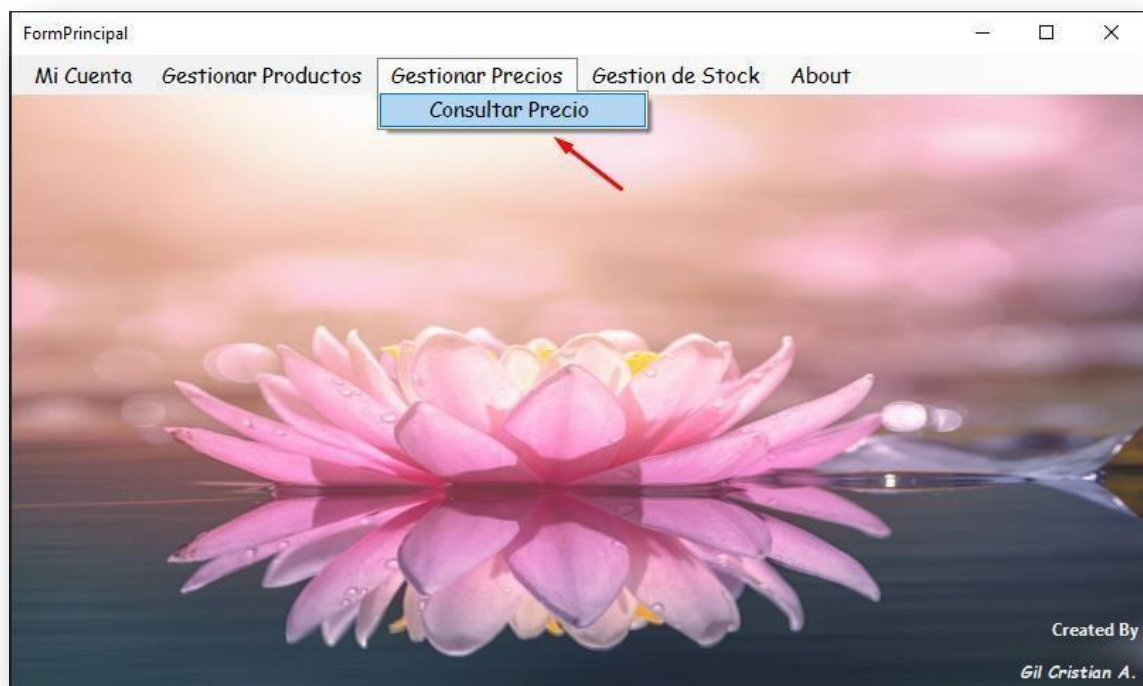 FormPrincipal
Mi Cuenta Gestionar Productos Gestionar Precios Gestion de Stock About
Consultar Precio
Created By
Gil Cristian A.